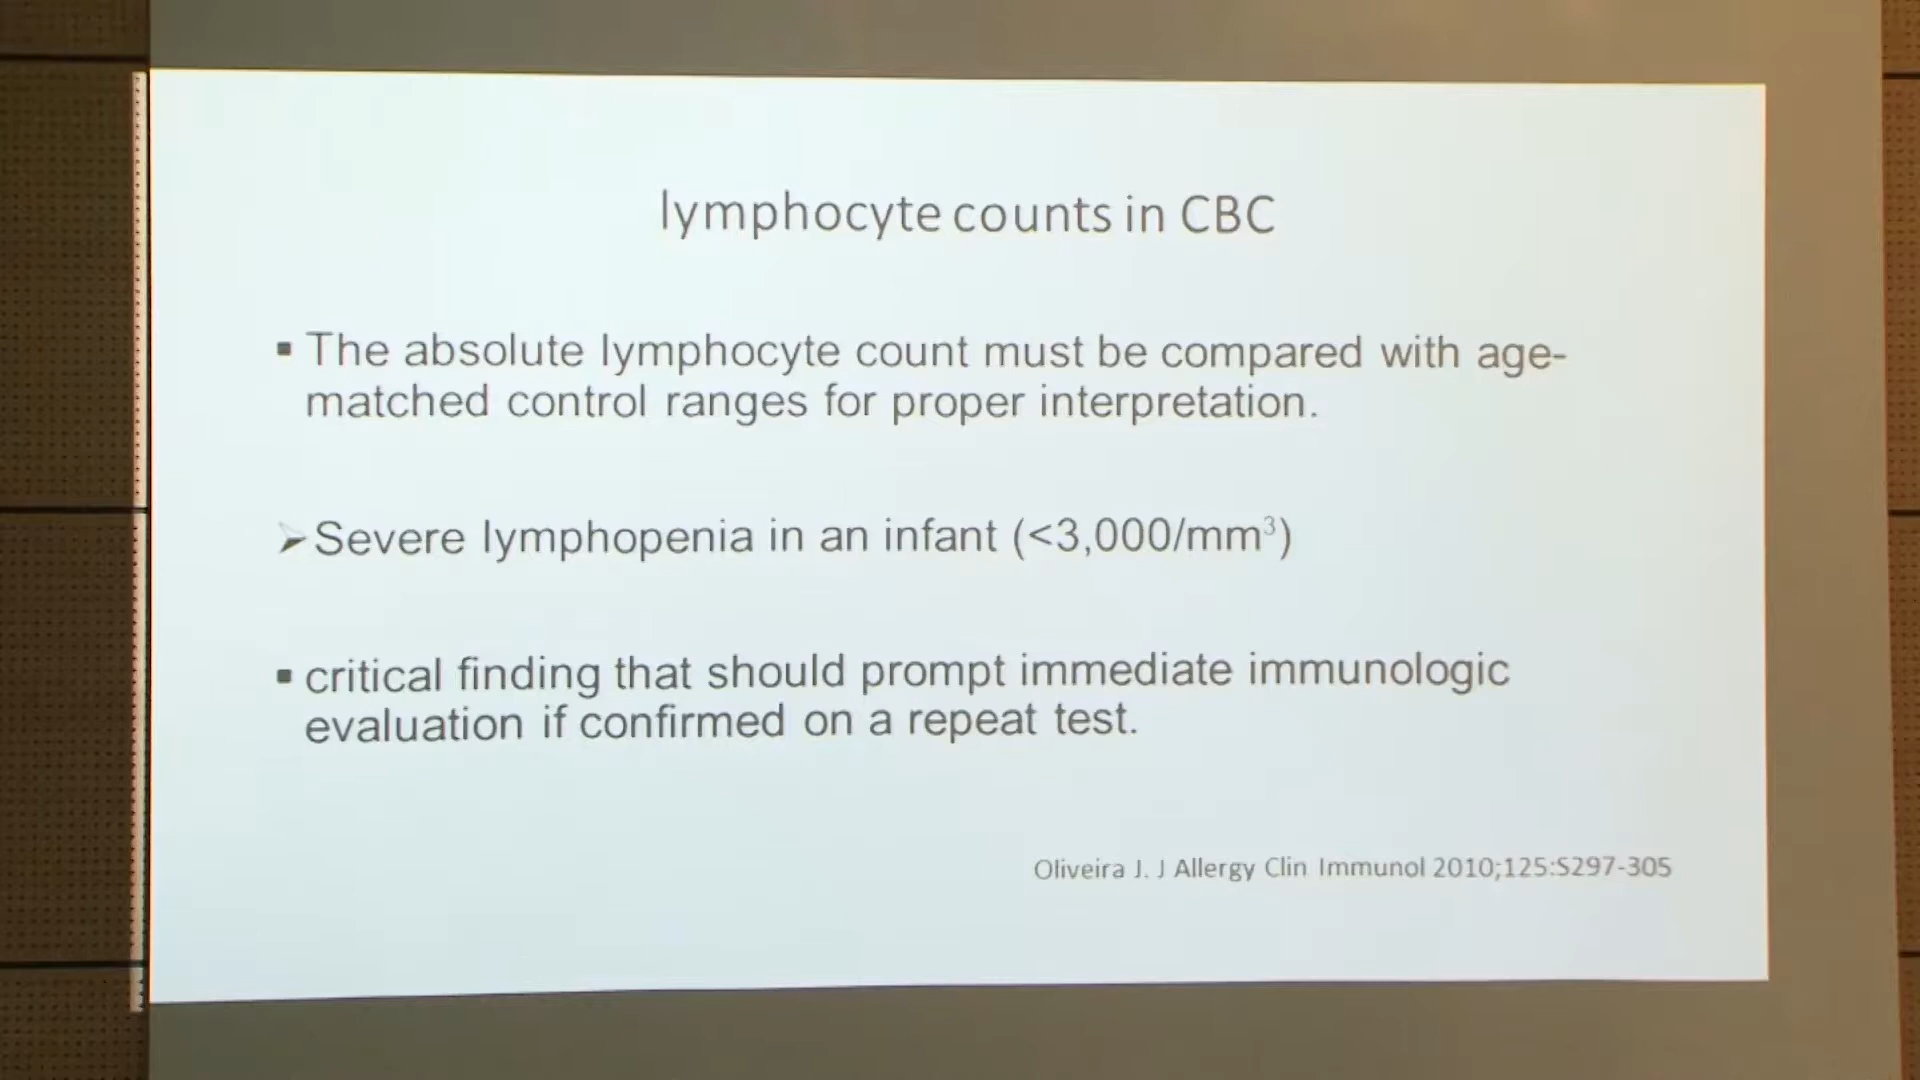 lymphocyte counts in CBC
▪ The absolute lymphocyte count must be compared with age-
matched control ranges for proper interpretation.
➢ Severe lymphopenia in an infant (<3,000/mm³)
▪ critical finding that should prompt immediate immunologic
evaluation if confirmed on a repeat test.
Oliveira J. J Allergy Clin Immunol 2010;125:S297-305